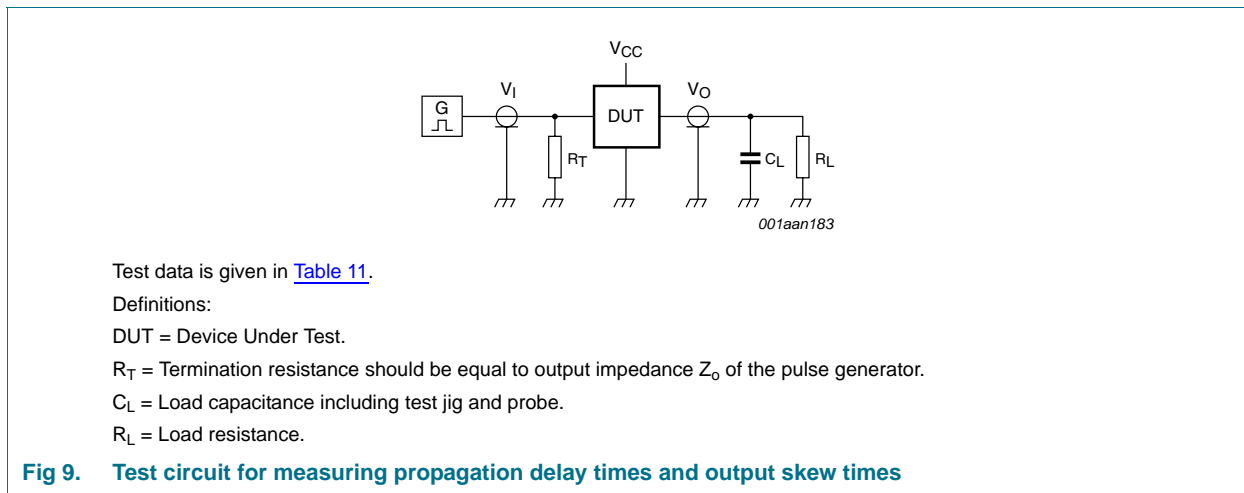 VCC
VI
VO
G
DUT
RT
CL
RL
001aan183
Test data is given in Table 11.
Definitions:
DUT = Device Under Test.
RT = Termination resistance should be equal to output impedance Zo of the pulse generator.
CL = Load capacitance including test jig and probe.
RL = Load resistance.
Fig 9. Test circuit for measuring propagation delay times and output skew times